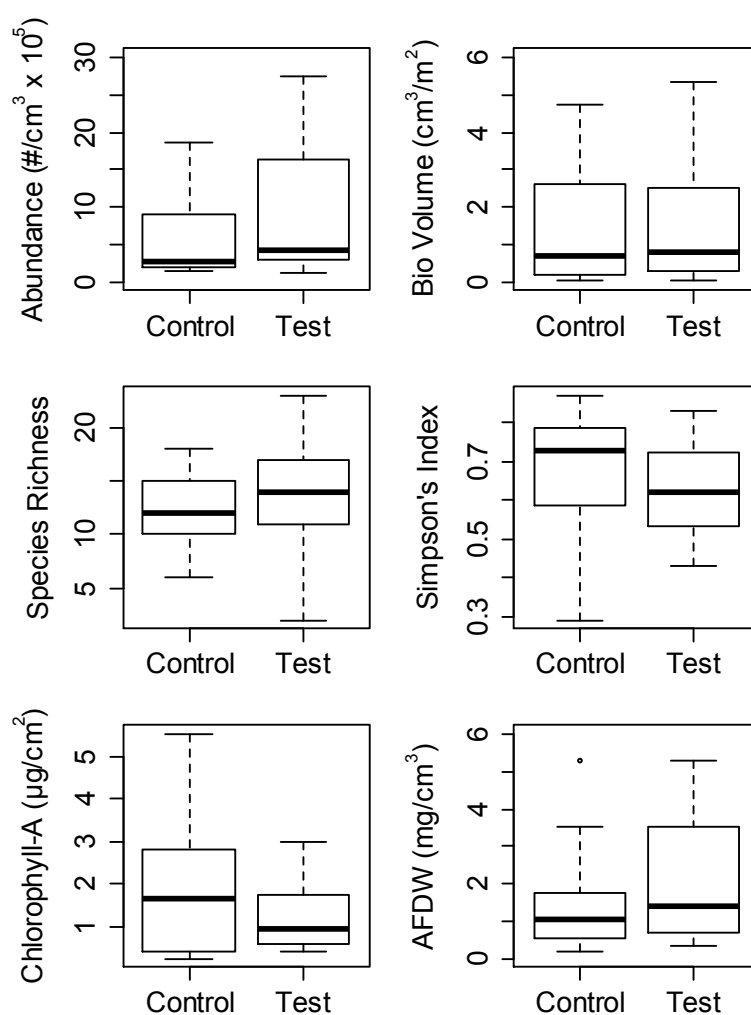 Abundance (#/cm³ x 10⁵)
30
20
10
0
Control Test
Bio Volume (cm³/m²)
6
4
2
0
Control Test
Species Richness
20
10
5
Control Test
Simpson's Index
0.7
0.5
0.3
Control Test
Chlorophyll-A (µg/cm²)
5
4
3
2
1
Control Test
AFDW (mg/cm³)
6
4
2
0
Control Test